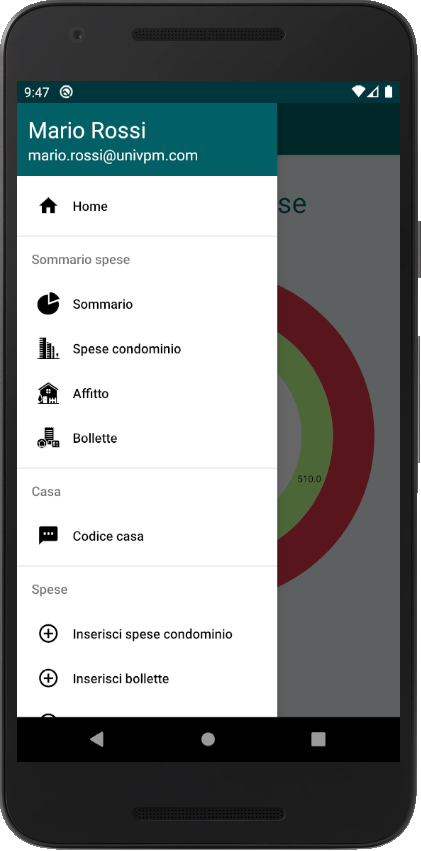 9:47
Mario Rossi
mario.rossi@univpm.com
Home
Sommario spese
Sommario
Spese condominio
Affitto
Bollette
510.0
Casa
Codice casa
Spese
Inserisci spese condominio
Inserisci bollette